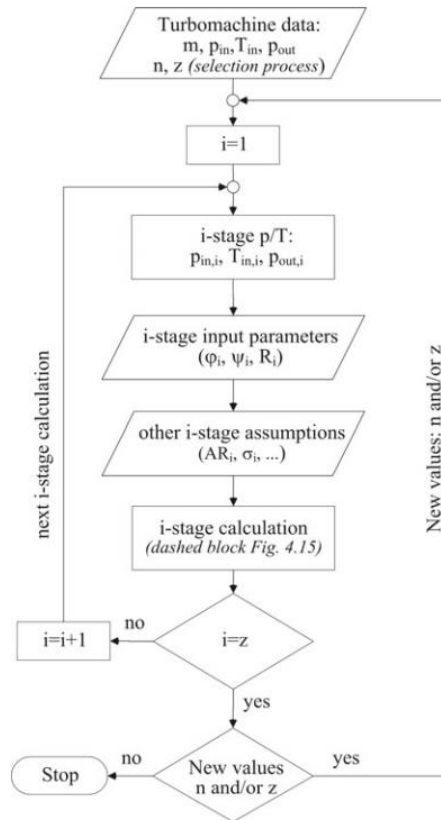 Turbomachine data:
m, p_in,T_in, p_out
n, z (selection process)
i=1
i-stage p/T:
p_in,i, T_in,i, p_out,i
i-stage input parameters
(φ_i, ψ_i, R_i)
other i-stage assumptions
(AR_i, σ_i, ...)
i-stage calculation
(dashed block Fig. 4.15)
i=z
no
i=i+1
next i-stage calculation
yes
New values
n and/or z
no
Stop
yes
New values: n and/or z